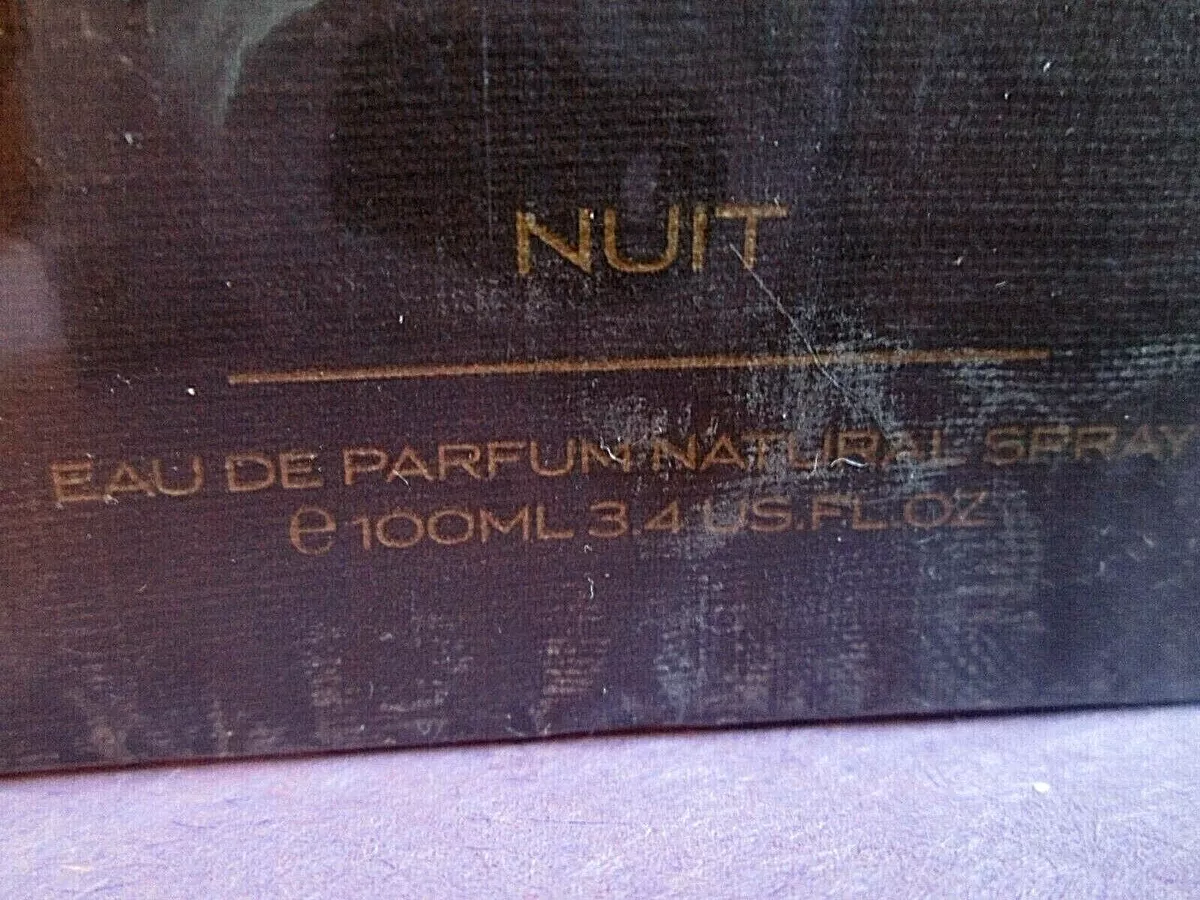 NUIT
EAU DE PARFUM NATURAL SPRAY
e 100ML 3.4 US.FL.OZ